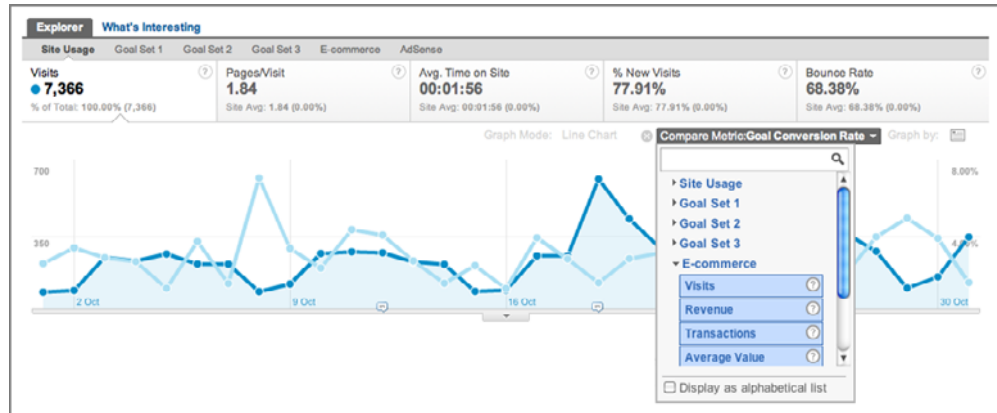 Explorer What's Interesting
Site Usage Goal Set 1 Goal Set 2 Goal Set 3 E-commerce AdSense
Visits ? Pages/Visit ? Avg. Time on Site ? % New Visits ? Bounce Rate ?
7,366 1.84 00:01:56 77.91% 68.38%
% of Total: 100.00% (7,366) Site Avg: 1.84 (0.00%) Site Avg: 00:01:56 (0.00%) Site Avg: 77.91% (0.00%) Site Avg: 68.38% (0.00%)
Graph Mode: Line Chart Compare Metric:Goal Conversion Rate Graph by:
700 8.00%
Site Usage
Goal Set 1
Goal Set 2
350 Goal Set 3 4.00%
E-commerce
Visits ?
2 Oct 9 Oct 16 Oct Revenue ? 30 Oct
Transactions ?
Average Value ?
Display as alphabetical list